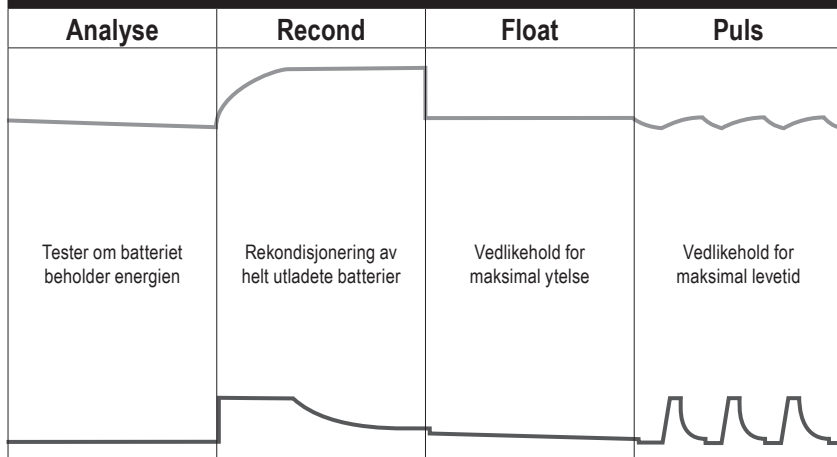 Analyse
Recond
Float
Puls
Tester om batteriet
beholder energien
Rekondisjonering av
helt utladete batterier
Vedlikehold for
maksimal ytelse
Vedlikehold for
maksimal levetid